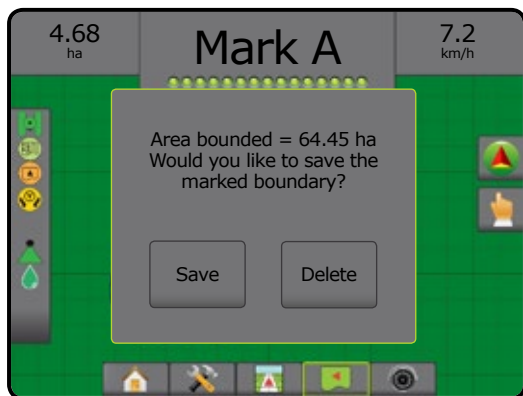 4.68
ha
Mark A
7.2
km/h
Area bounded = 64.45 ha
Would you like to save the
marked boundary?
Save
Delete